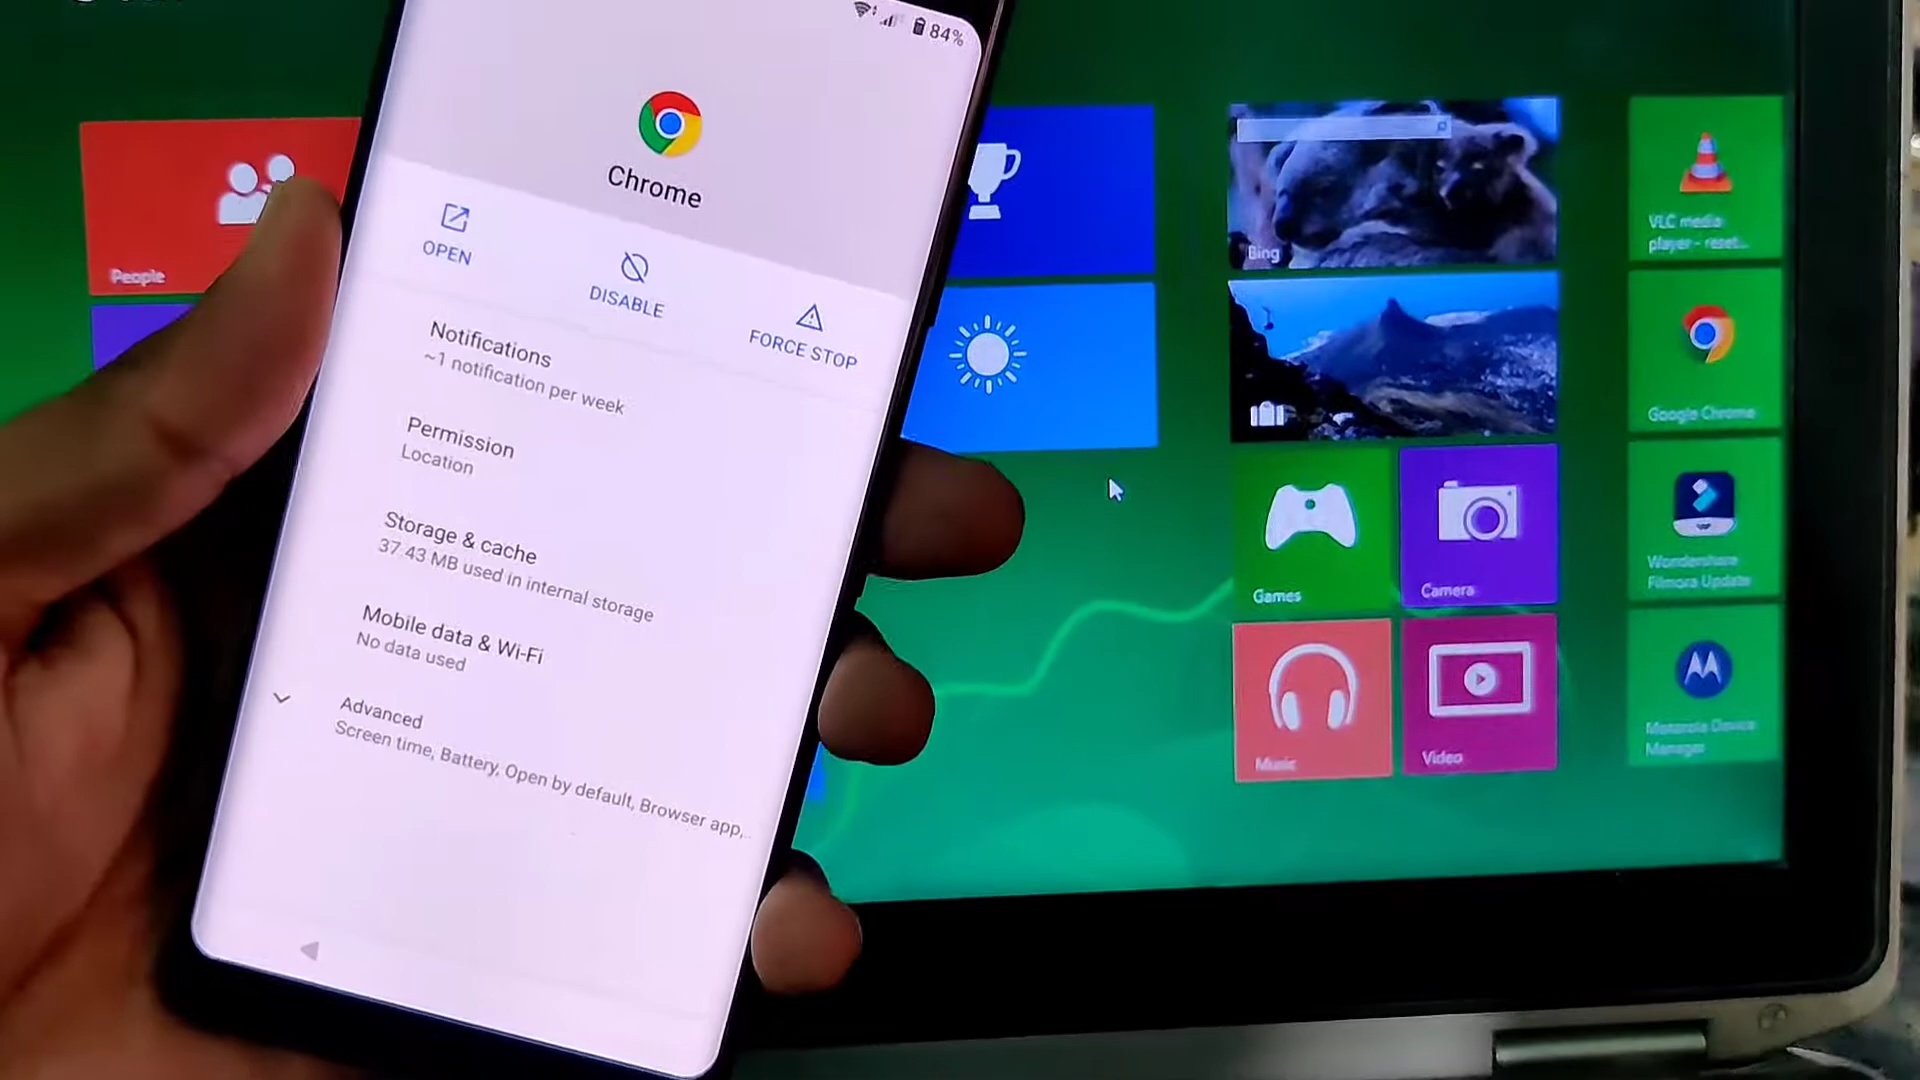 84%
Chrome
OPEN
DISABLE
FORCE STOP
Notifications
~1 notification per week
Permission
Location
Storage & cache
37.43 MB used in internal storage
Mobile data & Wi-Fi
No data used
Advanced
Screen time, Battery, Open by default, Browser app,..
People
Bing
Games
Camera
Music
Video
VLC media
player - reset...
Google Chrome
Wondershare
Filmora Update
Motorola Device
Manager